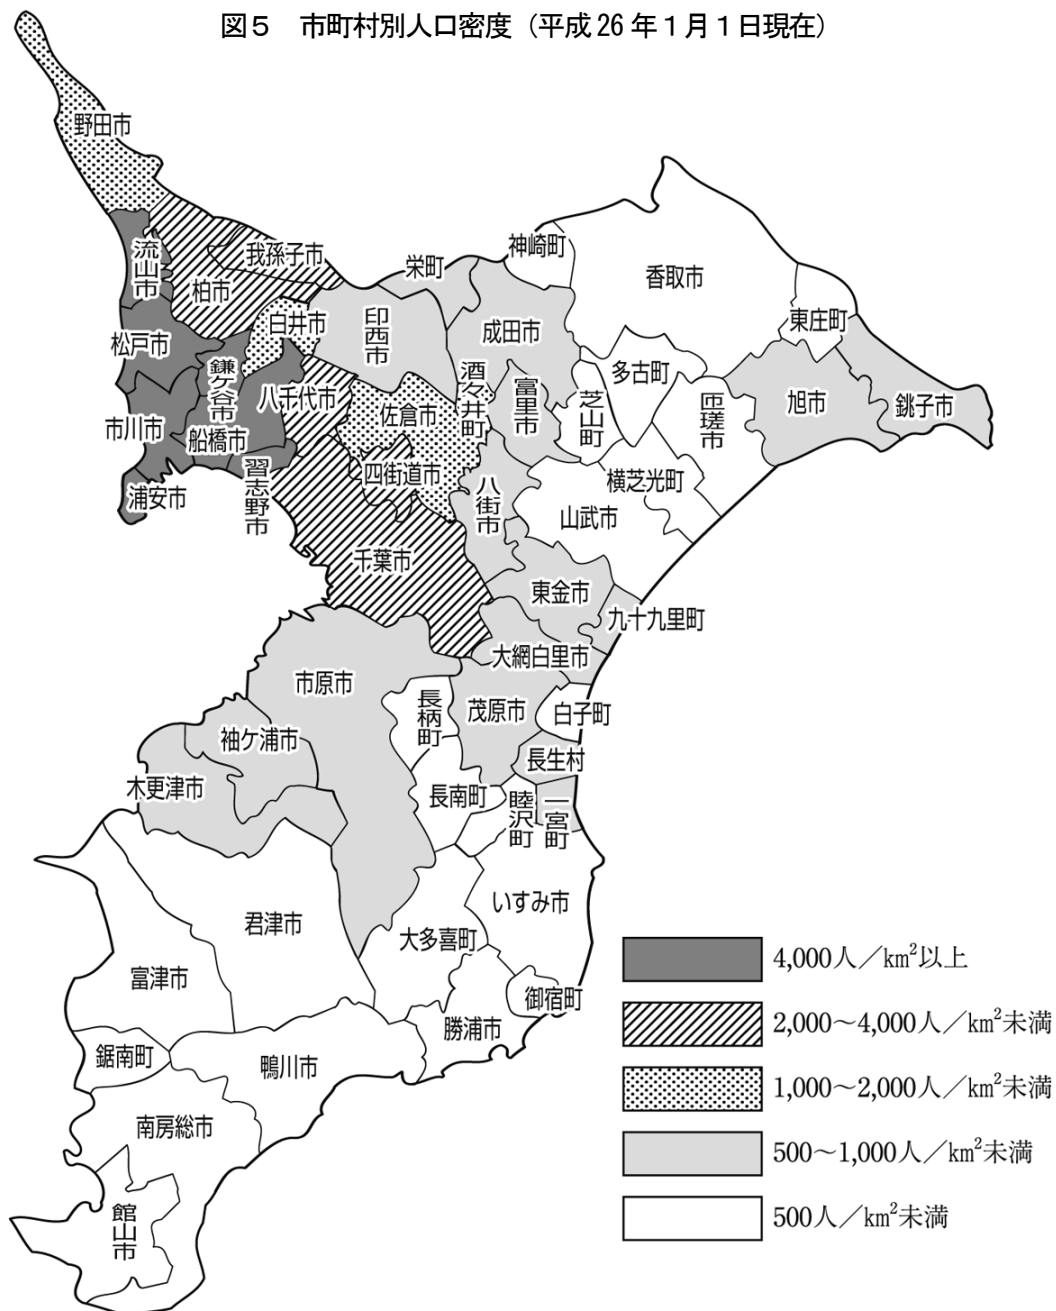 図５　市町村別人口密度（平成26年１月１日現在）
野田市
流山市
我孫子市
柏市
栄町
神崎町
香取市
白井市
印西市
成田市
東庄町
松戸市
鎌ケ谷市
八千代市
佐倉市
酒々井町
富里市
芝山町
多古町
匝瑳市
旭市
銚子市
市川市
船橋市
習志野市
四街道市
八街市
横芝光町
山武市
浦安市
千葉市
東金市
九十九里町
大網白里市
市原市
長柄町
茂原市
白子町
袖ケ浦市
長生村
木更津市
長南町
睦沢町
一宮町
いすみ市
君津市
大多喜町
富津市
御宿町
勝浦市
鋸南町
鴨川市
南房総市
館山市
4,000人／km²以上
2,000～4,000人／km²未満
1,000～2,000人／km²未満
500～1,000人／km²未満
500人／km²未満